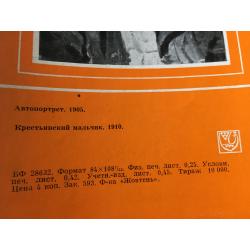 Автопортрет. 1905.
Крестьянский мальчик. 1910.
БФ 28632. Формат 84×108¹/₃₂. Физ. печ. лист. 0,25. Условн.
печ. лист. 0,42. Учетн.-изд. лист. 0,45. Тираж 10 000.
Цена 4 коп. Зак. 593. Ф-ка «Жовтень».